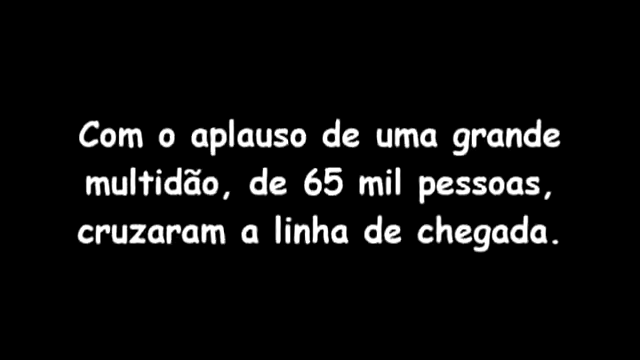 Com o aplauso de uma grande
multidão, de 65 mil pessoas,
cruzaram a linha de chegada.